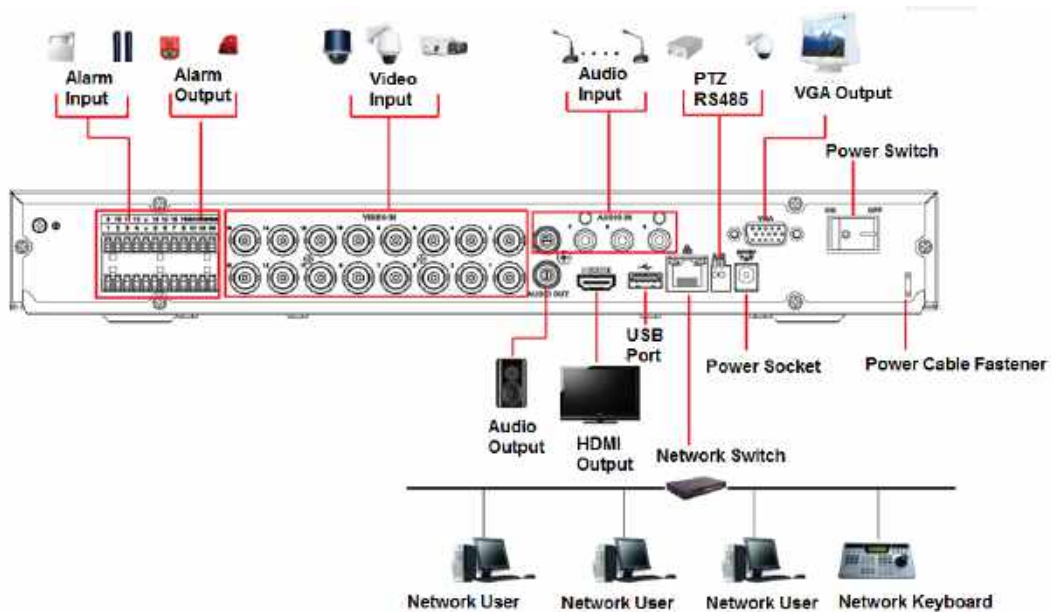 Alarm
Input
Alarm
Output
Video
Input
Audio
Input
PTZ
RS485
VGA Output
Power Switch
VIDEO IN
AUDIO IN
VGA
ON OFF
AUDIO OUT
HDMI
USB
Port
Power Socket
Power Cable Fastener
Audio
Output
HDMI
Output
Network Switch
Network User
Network User
Network User
Network Keyboard